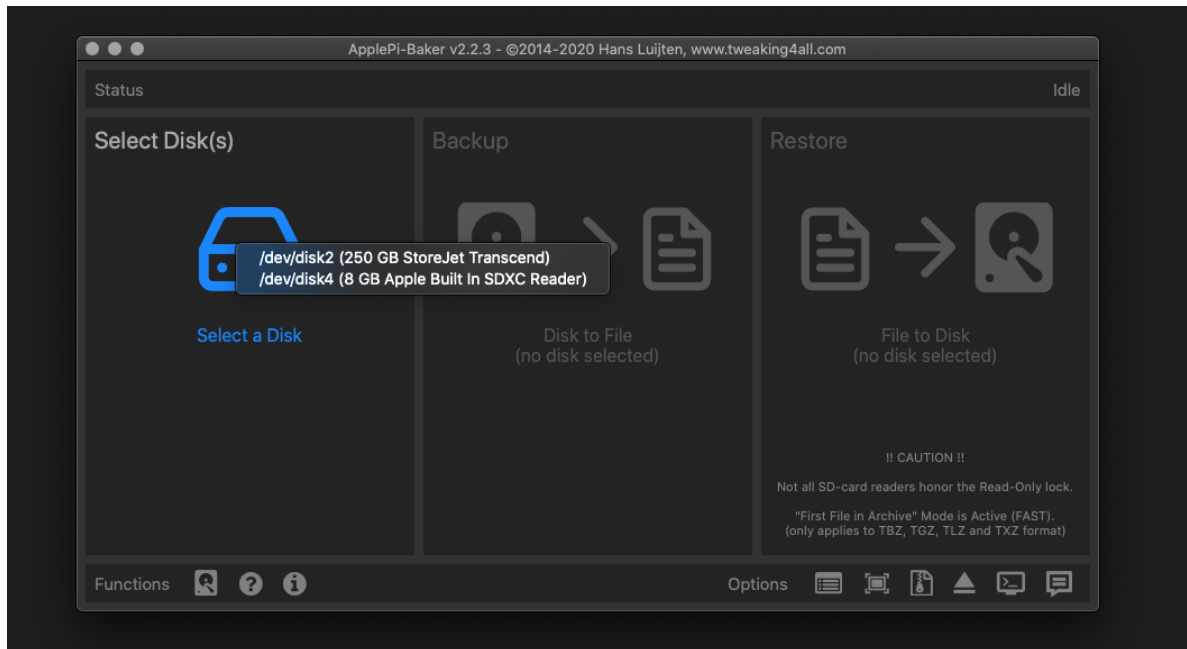 ApplePi-Baker v2.2.3 - ©2014-2020 Hans Luijten, www.tweaking4all.com
Status
Idle
Select Disk(s)
/dev/disk2 (250 GB StoreJet Transcend)
/dev/disk4 (8 GB Apple Built In SDXC Reader)
Select a Disk
Backup
Disk to File
(no disk selected)
Restore
File to Disk
(no disk selected)
!! CAUTION !!
Not all SD-card readers honor the Read-Only lock.
"First File in Archive" Mode is Active (FAST).
(only applies to TBZ, TGZ, TLZ and TXZ format)
Functions
Options